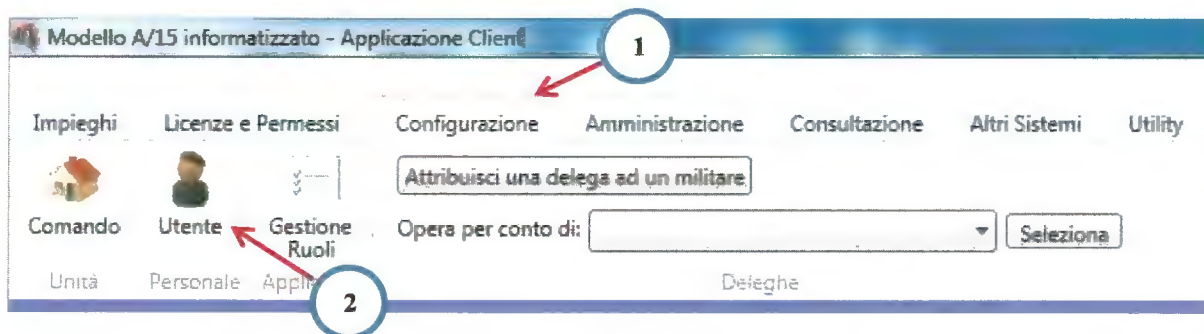 Modello A/15 informatizzato - Applicazione Client
1
Impieghi Licenze e Permessi Configurazione Amministrazione Consultazione Altri Sistemi Utility
Attribuisci una delega ad un militare
Comando Utente Gestione Ruoli Opera per conto di: Seleziona
Unità Personale Deleghe
2